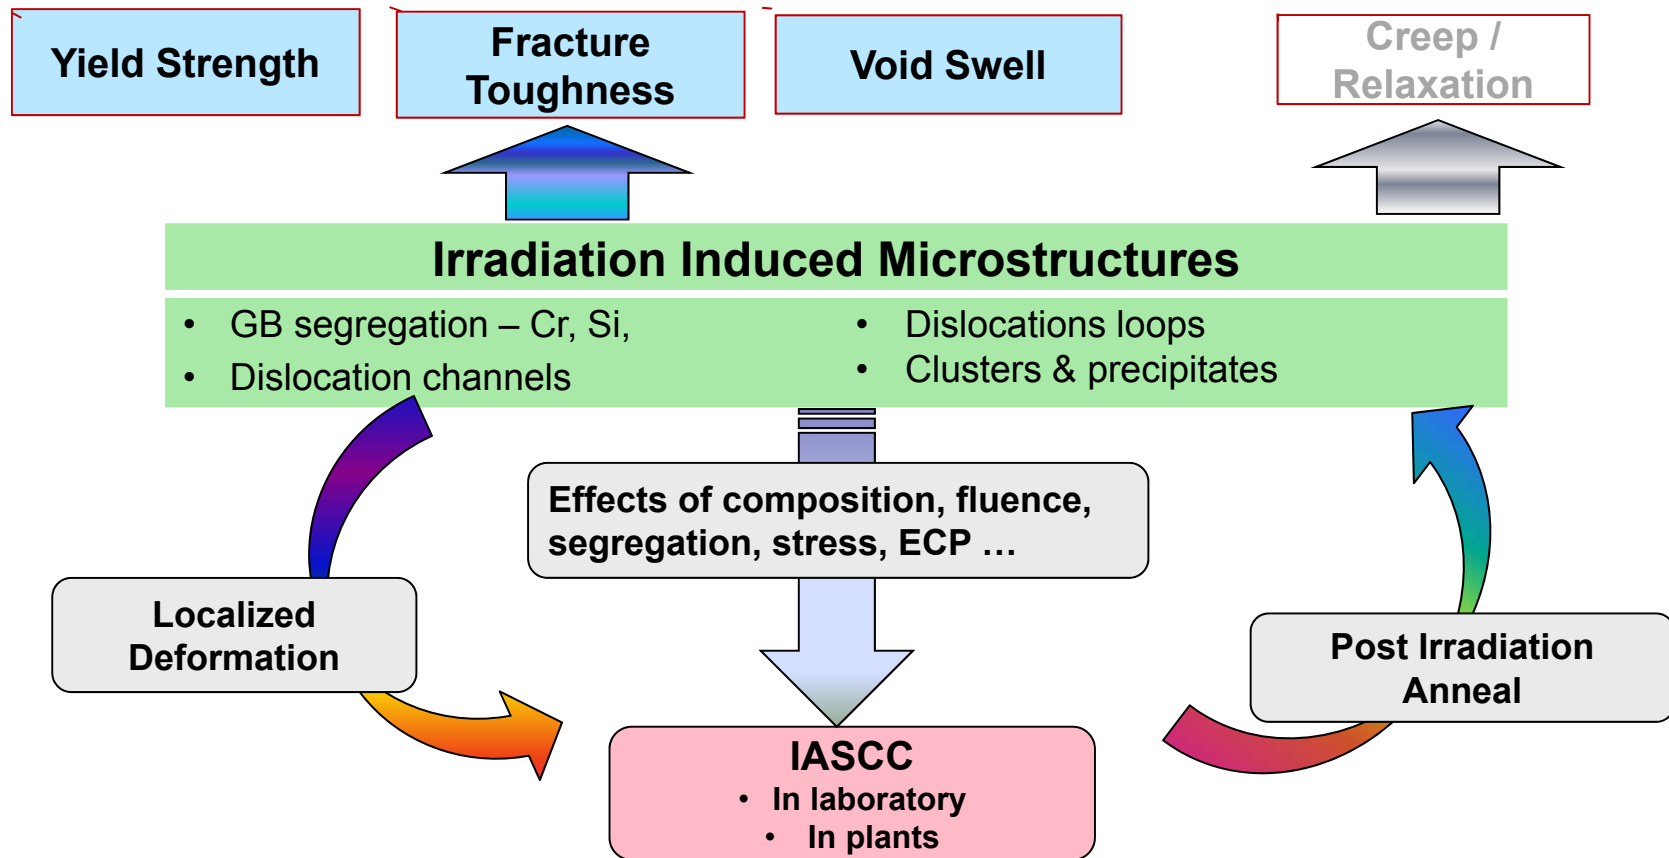 Yield Strength
Fracture
Toughness
Void Swell
Creep /
Relaxation
Irradiation Induced Microstructures
• GB segregation – Cr, Si,
• Dislocation channels
• Dislocations loops
• Clusters & precipitates
Effects of composition, fluence,
segregation, stress, ECP ...
Localized
Deformation
Post Irradiation
Anneal
IASCC
• In laboratory
• In plants